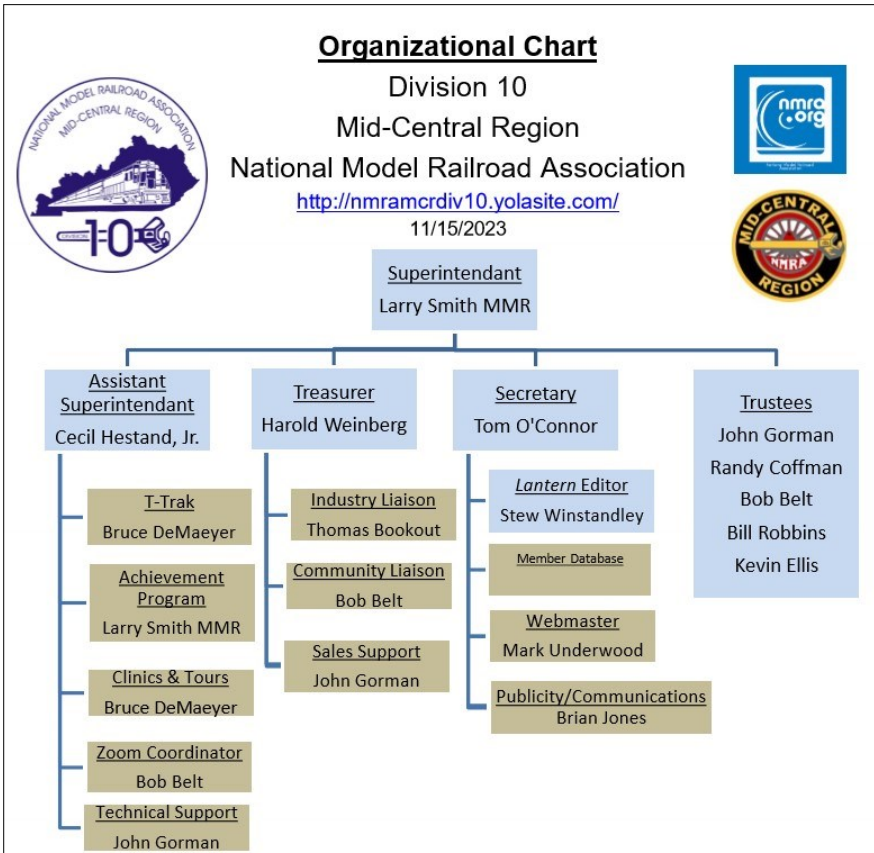 Organizational Chart
Division 10
Mid-Central Region
National Model Railroad Association
http://nmramcrdiv10.yolasite.com/
11/15/2023
NATIONAL MODEL RAILROAD ASSOCIATION
MID-CENTRAL REGION
DIVISION 10
nmra
.org
MID-CENTRAL
NMRA
REGION
Superintendant
Larry Smith MMR
Assistant
Superintendant
Cecil Hestand, Jr.
T-Trak
Bruce DeMaeyer
Achievement
Program
Larry Smith MMR
Clinics & Tours
Bruce DeMaeyer
Zoom Coordinator
Bob Belt
Technical Support
John Gorman
Treasurer
Harold Weinberg
Industry Liaison
Thomas Bookout
Community Liaison
Bob Belt
Sales Support
John Gorman
Secretary
Tom O'Connor
Lantern Editor
Stew Winstandley
Member Database
Webmaster
Mark Underwood
Publicity/Communications
Brian Jones
Trustees
John Gorman
Randy Coffman
Bob Belt
Bill Robbins
Kevin Ellis